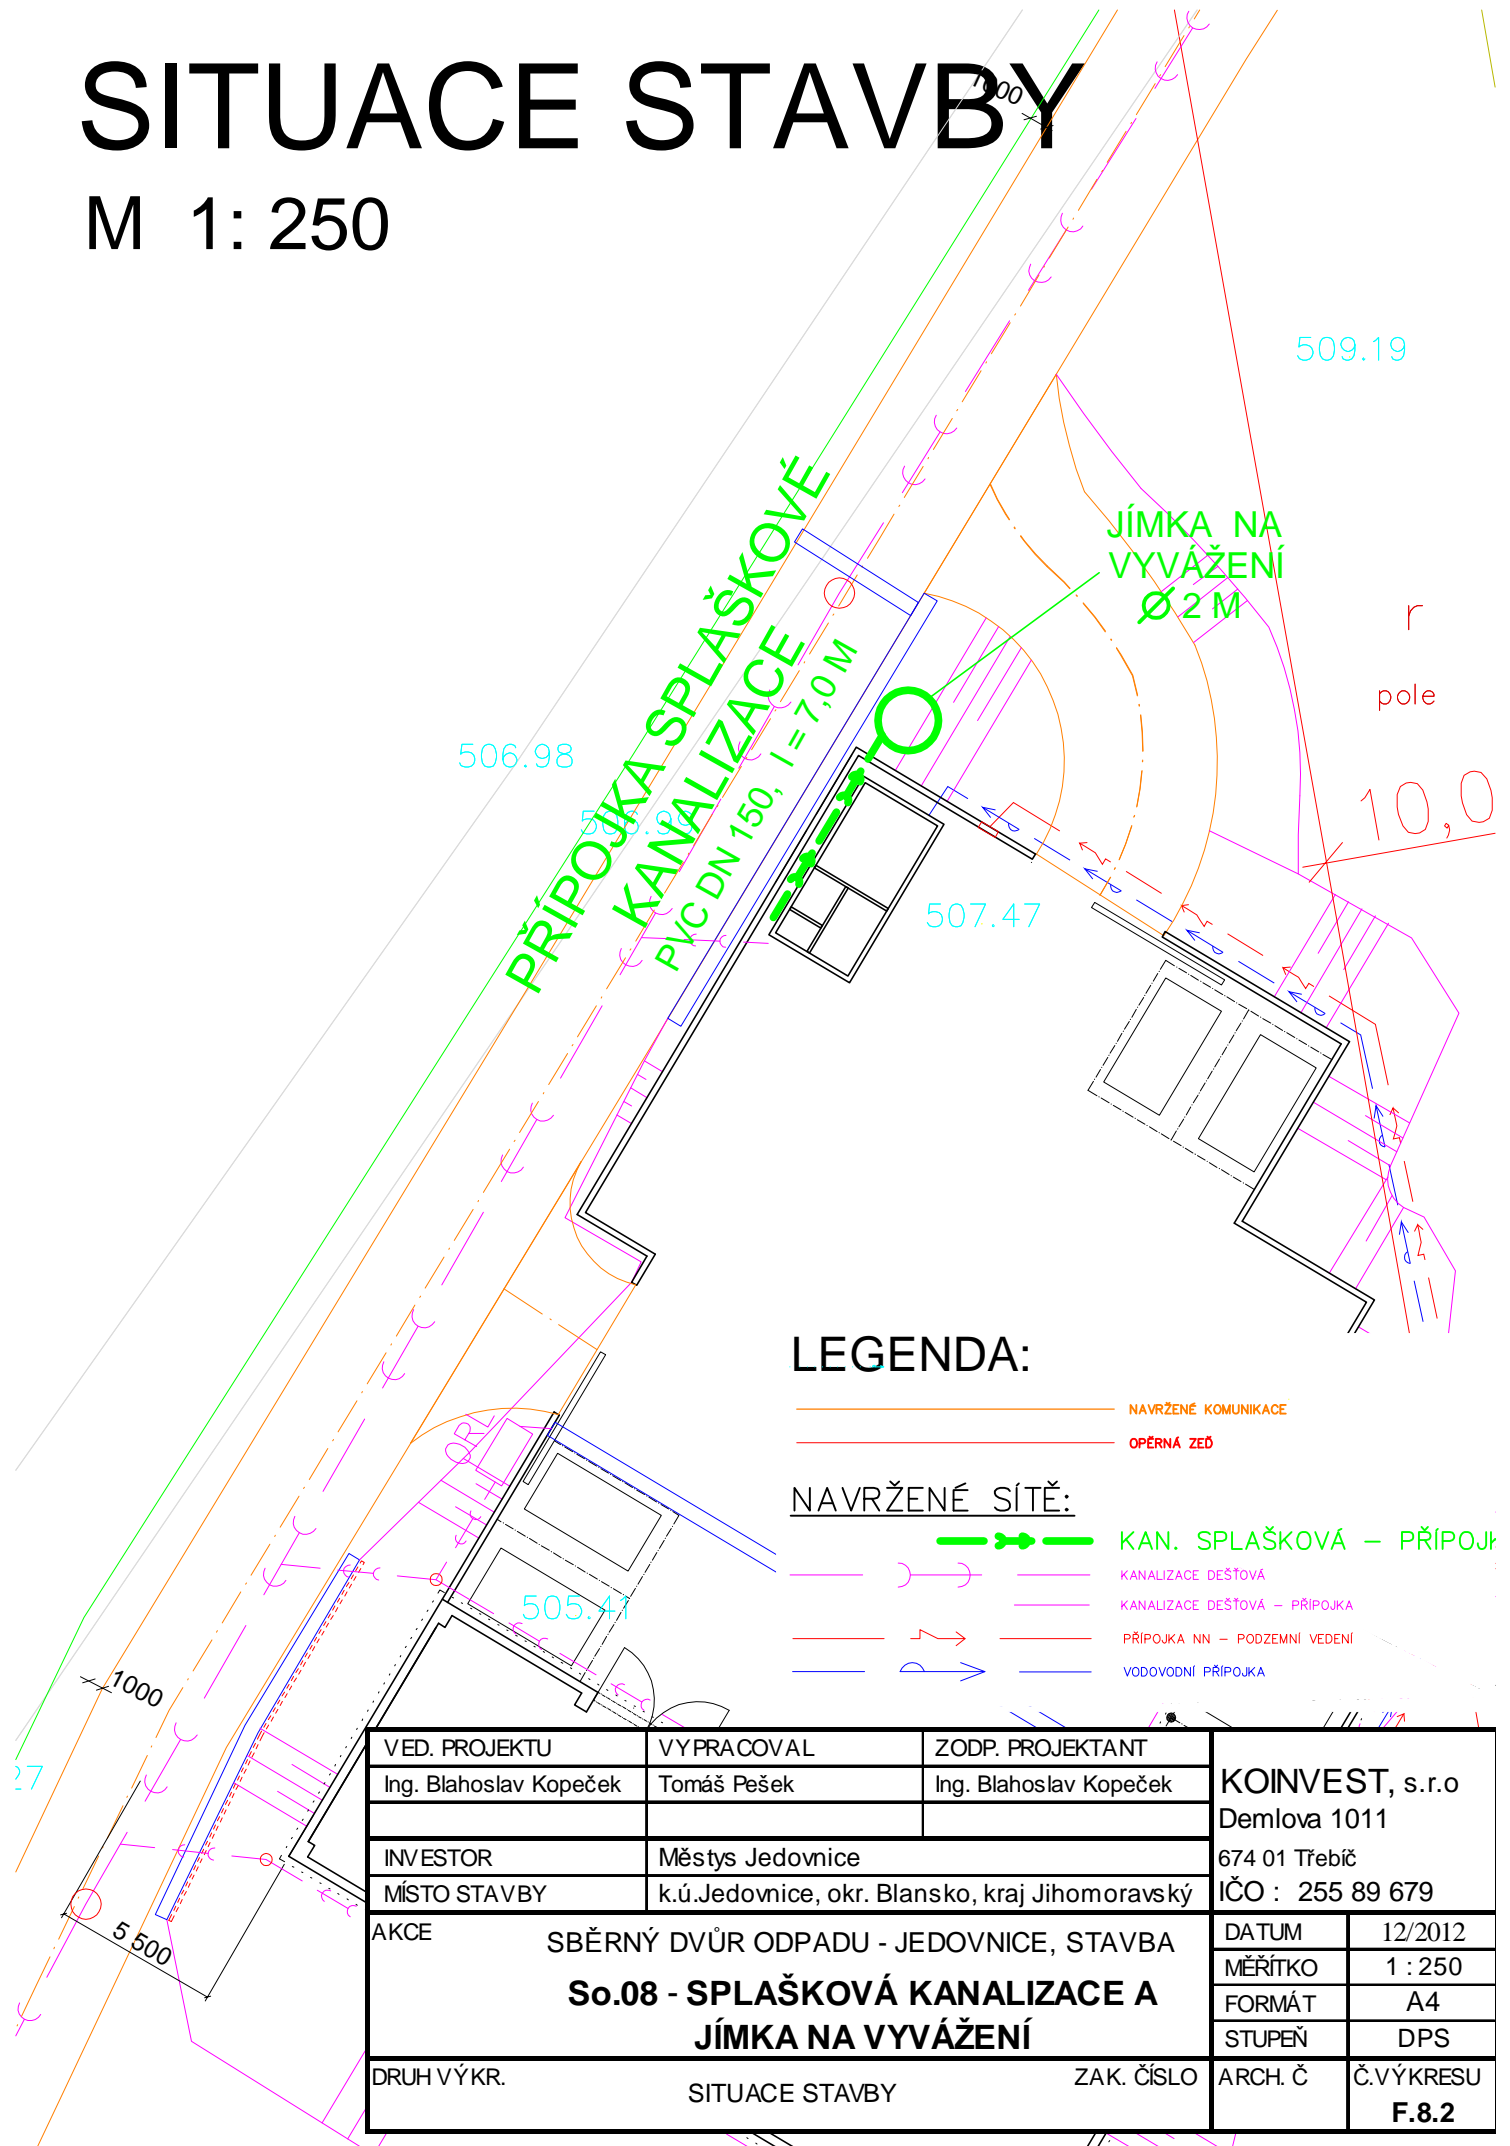 SITUACE STAVBY
M 1: 250
1000
509.19
JÍMKA NA
VYVÁŽENÍ
Ø 2 M
r
pole
10,0
PŘÍPOJKA SPLAŠKOVÉ
KANALIZACE
PVC DN 150, l = 7,0 M
506.98
506.99
507.47
ORL
505.41
1000
27
5 500
LEGENDA:
NAVRŽENÉ KOMUNIKACE
OPĚRNÁ ZEĎ
NAVRŽENÉ SÍTĚ:
KAN. SPLAŠKOVÁ – PŘÍPOJK
KANALIZACE DEŠŤOVÁ
KANALIZACE DEŠŤOVÁ – PŘÍPOJKA
PŘÍPOJKA NN – PODZEMNÍ VEDENÍ
VODOVODNÍ PŘÍPOJKA
VED. PROJEKTU VYPRACOVAL ZODP. PROJEKTANT
Ing. Blahoslav Kopeček Tomáš Pešek Ing. Blahoslav Kopeček
KOINVEST, s.r.o
Demlova 1011
674 01 Třebíč
IČO : 255 89 679
INVESTOR Městys Jedovnice
MÍSTO STAVBY k.ú.Jedovnice, okr. Blansko, kraj Jihomoravský
AKCE SBĚRNÝ DVŮR ODPADU - JEDOVNICE, STAVBA
So.08 - SPLAŠKOVÁ KANALIZACE A
JÍMKA NA VYVÁŽENÍ
DATUM 12/2012
MĚŘÍTKO 1 : 250
FORMÁT A4
STUPEŇ DPS
DRUH VÝKR. SITUACE STAVBY ZAK. ČÍSLO
ARCH. Č Č.VÝKRESU
F.8.2